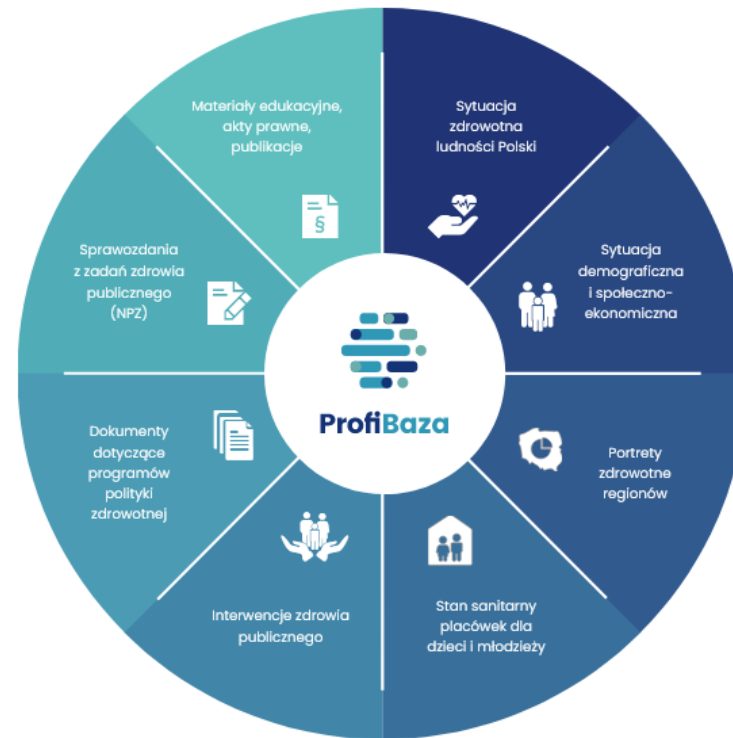 Materiały edukacyjne,
akty prawne,
publikacje
§
Sytuacja
zdrowotna
ludności Polski
Sytuacja
demograficzna
i społeczno-
ekonomiczna
Portrety
zdrowotne
regionów
Stan sanitarny
placówek dla
dzieci i młodzieży
Interwencje zdrowia
publicznego
Dokumenty
dotyczące
programów
polityki
zdrowotnej
Sprawozdania
z zadań zdrowia
publicznego
(NPZ)
ProfiBaza